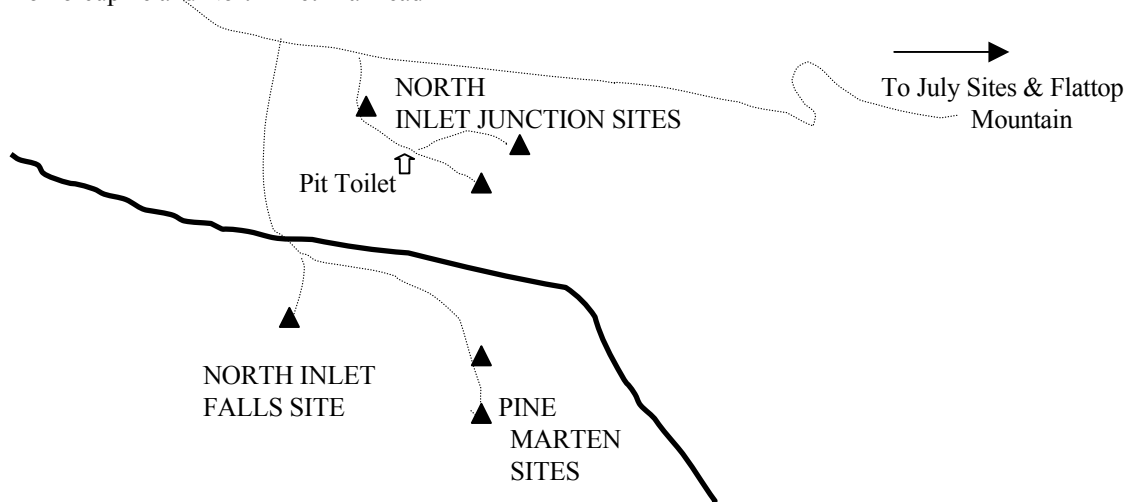 To July Sites & Flattop
Mountain
NORTH
INLET JUNCTION SITES
Pit Toilet
NORTH INLET
FALLS SITE
PINE
MARTEN
SITES